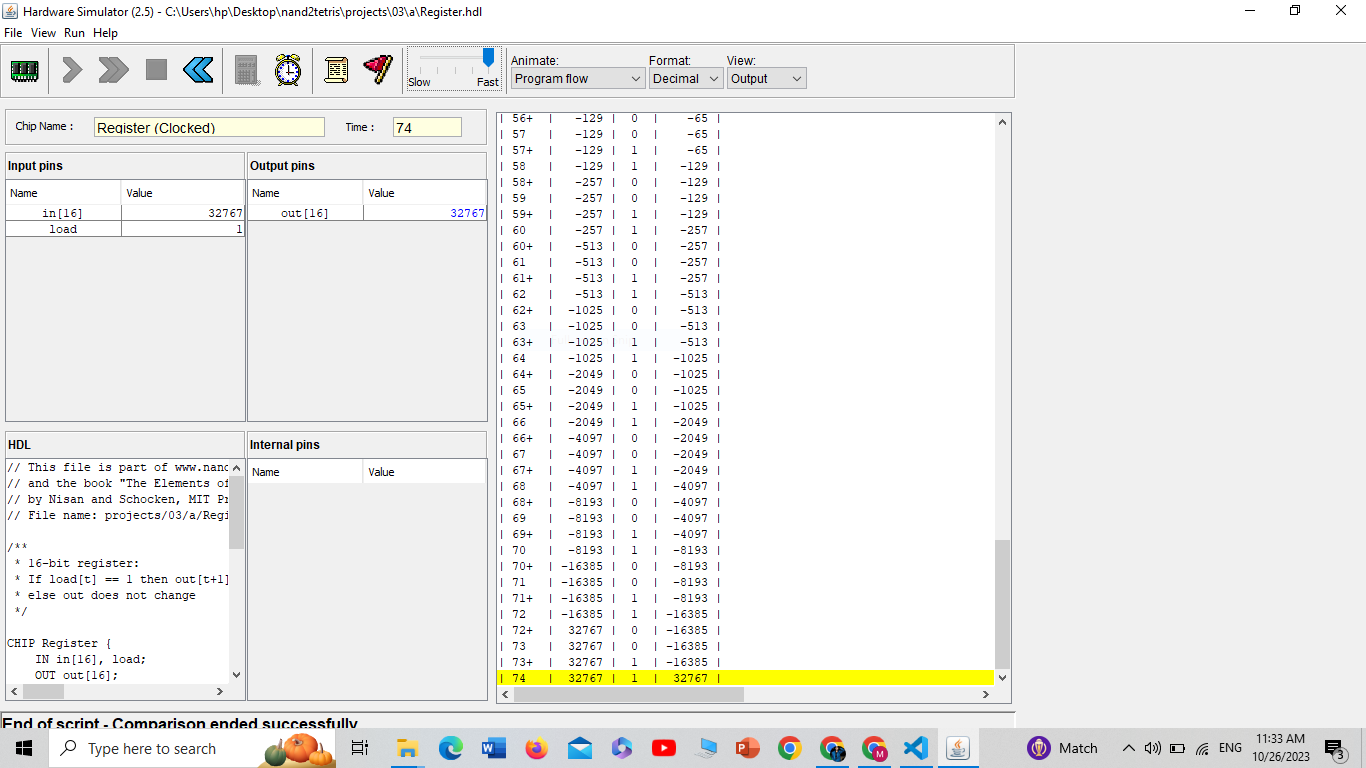 Hardware Simulator (2.5) - C:\Users\hp\Desktop\nand2tetris\projects\03\a\Register.hdl
File View Run Help
Slow Fast
Animate: Format: View:
Program flow Decimal Output
Chip Name : Register (Clocked) Time : 74
Input pins
Name Value
in[16] 32767
load 1
Output pins
Name Value
out[16] 32767
HDL
// This file is part of www.nand
// and the book "The Elements of
// by Nisan and Schocken, MIT Pr
// File name: projects/03/a/Regi
/**
* 16-bit register:
* If load[t] == 1 then out[t+1]
* else out does not change
*/
CHIP Register {
IN in[16], load;
OUT out[16];
Internal pins
Name Value
| 56+ | -129 | 0 | -65 |
| 57 | -129 | 0 | -65 |
| 57+ | -129 | 1 | -65 |
| 58 | -129 | 1 | -129 |
| 58+ | -257 | 0 | -129 |
| 59 | -257 | 0 | -129 |
| 59+ | -257 | 1 | -129 |
| 60 | -257 | 1 | -257 |
| 60+ | -513 | 0 | -257 |
| 61 | -513 | 0 | -257 |
| 61+ | -513 | 1 | -257 |
| 62 | -513 | 1 | -513 |
| 62+ | -1025 | 0 | -513 |
| 63 | -1025 | 0 | -513 |
| 63+ | -1025 | 1 | -513 |
| 64 | -1025 | 1 | -1025 |
| 64+ | -2049 | 0 | -1025 |
| 65 | -2049 | 0 | -1025 |
| 65+ | -2049 | 1 | -1025 |
| 66 | -2049 | 1 | -2049 |
| 66+ | -4097 | 0 | -2049 |
| 67 | -4097 | 0 | -2049 |
| 67+ | -4097 | 1 | -2049 |
| 68 | -4097 | 1 | -4097 |
| 68+ | -8193 | 0 | -4097 |
| 69 | -8193 | 0 | -4097 |
| 69+ | -8193 | 1 | -4097 |
| 70 | -8193 | 1 | -8193 |
| 70+ | -16385 | 0 | -8193 |
| 71 | -16385 | 0 | -8193 |
| 71+ | -16385 | 1 | -8193 |
| 72 | -16385 | 1 | -16385 |
| 72+ | 32767 | 0 | -16385 |
| 73 | 32767 | 0 | -16385 |
| 73+ | 32767 | 1 | -16385 |
| 74 | 32767 | 1 | 32767 |
End of script - Comparison ended successfully
Type here to search
Match
ENG
11:33 AM
10/26/2023
3